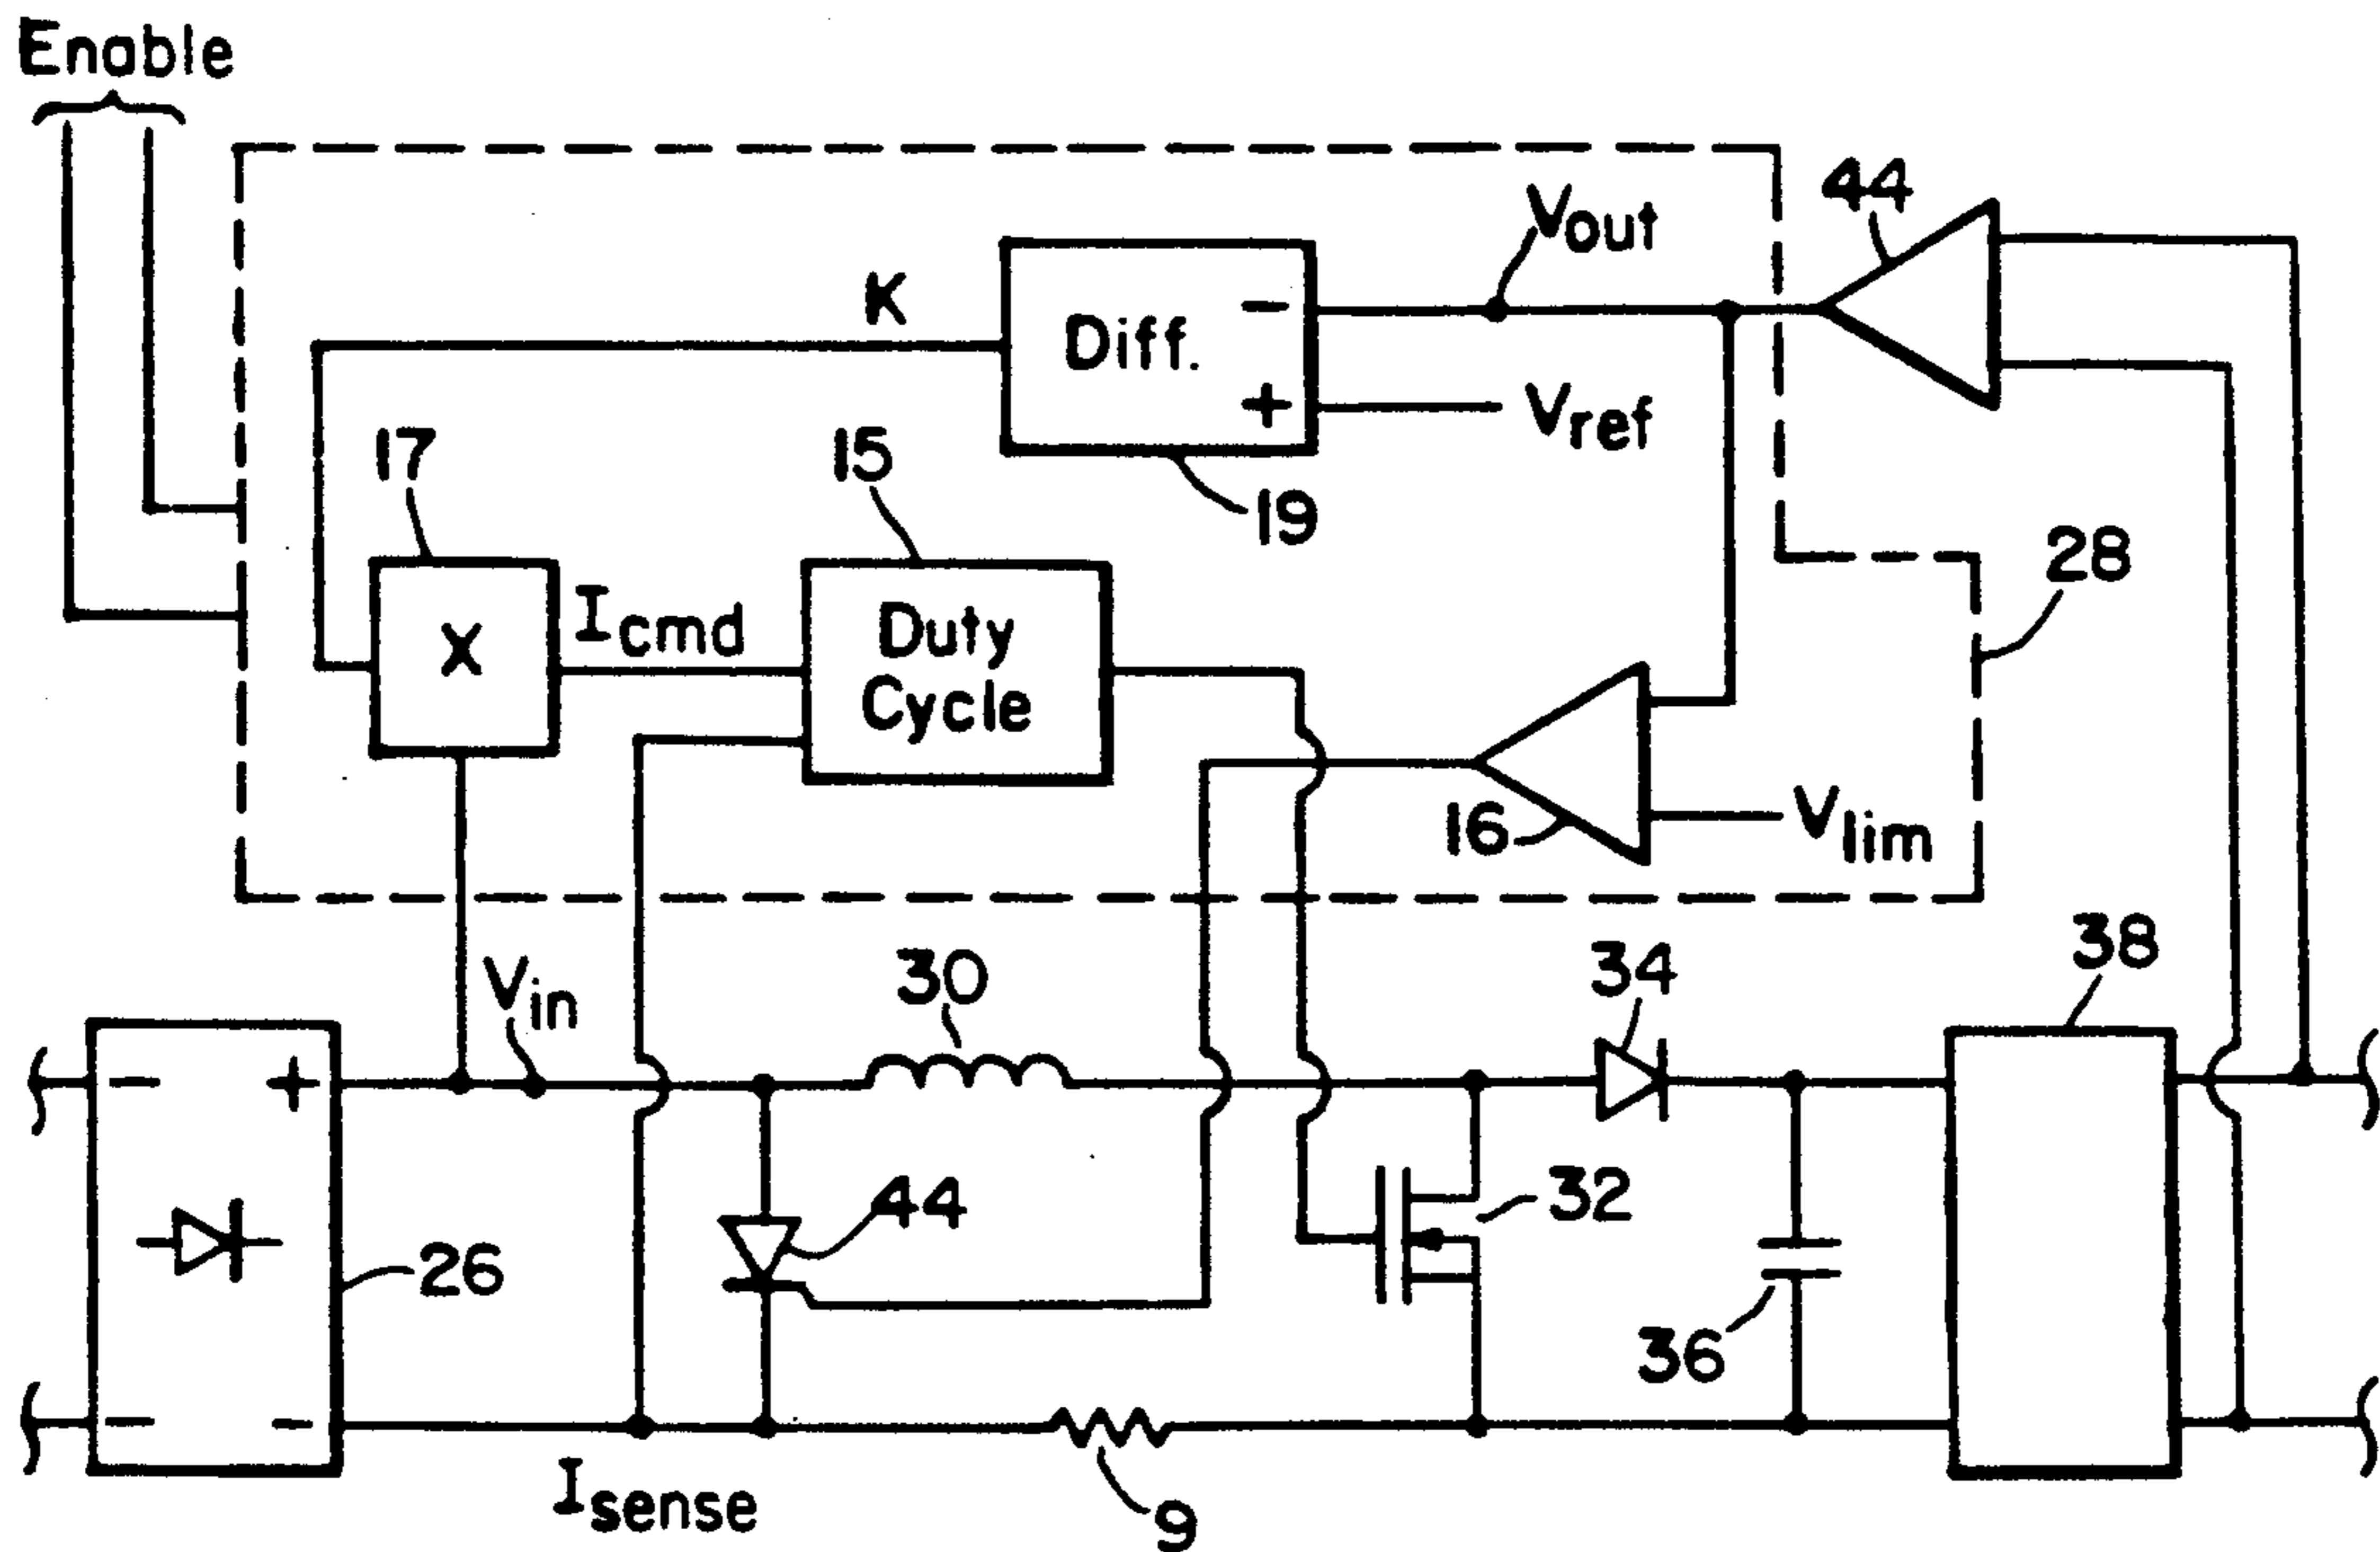 Enable
44
Vout
K
Diff.
−
+
Vref
17
15
19
28
X
Icmd
Duty
Cycle
16
Vlim
Vin
30
34
38
−
+
44
32
26
36
−
−
Isense
9